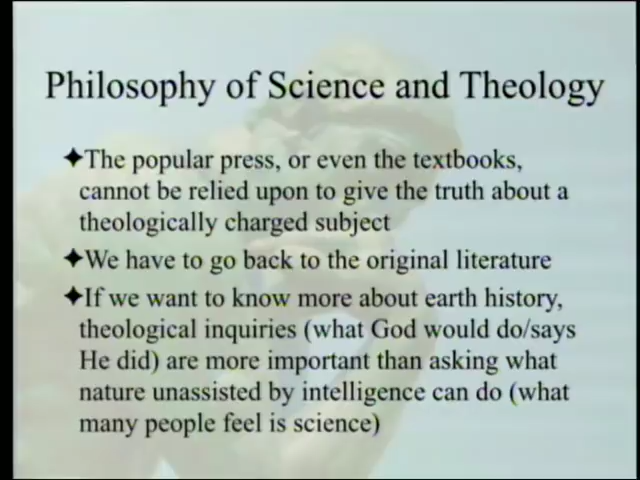 Philosophy of Science and Theology
✦The popular press, or even the textbooks,
cannot be relied upon to give the truth about a
theologically charged subject
✦We have to go back to the original literature
✦If we want to know more about earth history,
theological inquiries (what God would do/says
He did) are more important than asking what
nature unassisted by intelligence can do (what
many people feel is science)